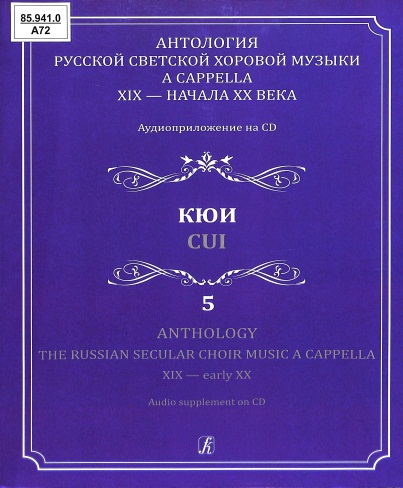 85.941.0
А72
АНТОЛОГИЯ
РУССКОЙ СВЕТСКОЙ ХОРОВОЙ МУЗЫКИ
A CAPPELLA
XIX — НАЧАЛА XX ВЕКА
Аудиоприложение на CD
КЮИ
CUI
5
ANTHOLOGY
THE RUSSIAN SECULAR CHOIR MUSIC A CAPPELLA
XIX — early XX
Audio supplement on CD